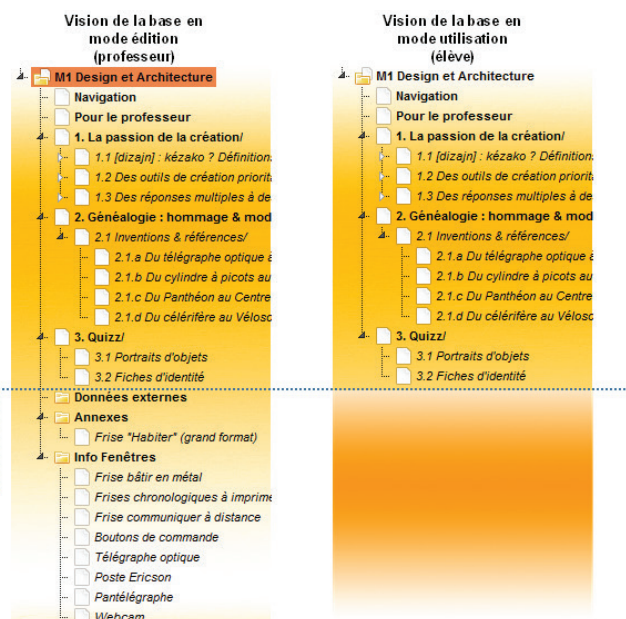 Vision de la base en
mode édition
(professeur)
M1 Design et Architecture
Navigation
Pour le professeur
1. La passion de la création/
1.1 [dizajn] : kézako ? Définition
1.2 Des outils de création priorit
1.3 Des réponses multiples à de
2. Généalogie : hommage & mod
2.1 Inventions & références/
2.1.a Du télégraphe optique à
2.1.b Du cylindre à picots au
2.1.c Du Panthéon au Centre
2.1.d Du célérifère au Véloso
3. Quizz/
3.1 Portraits d'objets
3.2 Fiches d'identité
Données externes
Annexes
Frise "Habiter" (grand format)
Info Fenêtres
Frise bâtir en métal
Frises chronologiques à imprime
Frise communiquer à distance
Boutons de commande
Télégraphe optique
Poste Ericson
Pantélégraphe
Webcam
Vision de la base en
mode utilisation
(élève)
M1 Design et Architecture
Navigation
Pour le professeur
1. La passion de la création/
1.1 [dizajn] : kézako ? Définition
1.2 Des outils de création priorita
1.3 Des réponses multiples à de
2. Généalogie : hommage & mod
2.1 Inventions & références/
2.1.a Du télégraphe optique à
2.1.b Du cylindre à picots au
2.1.c Du Panthéon au Centre
2.1.d Du célérifère au Véloso
3. Quizz/
3.1 Portraits d'objets
3.2 Fiches d'identité